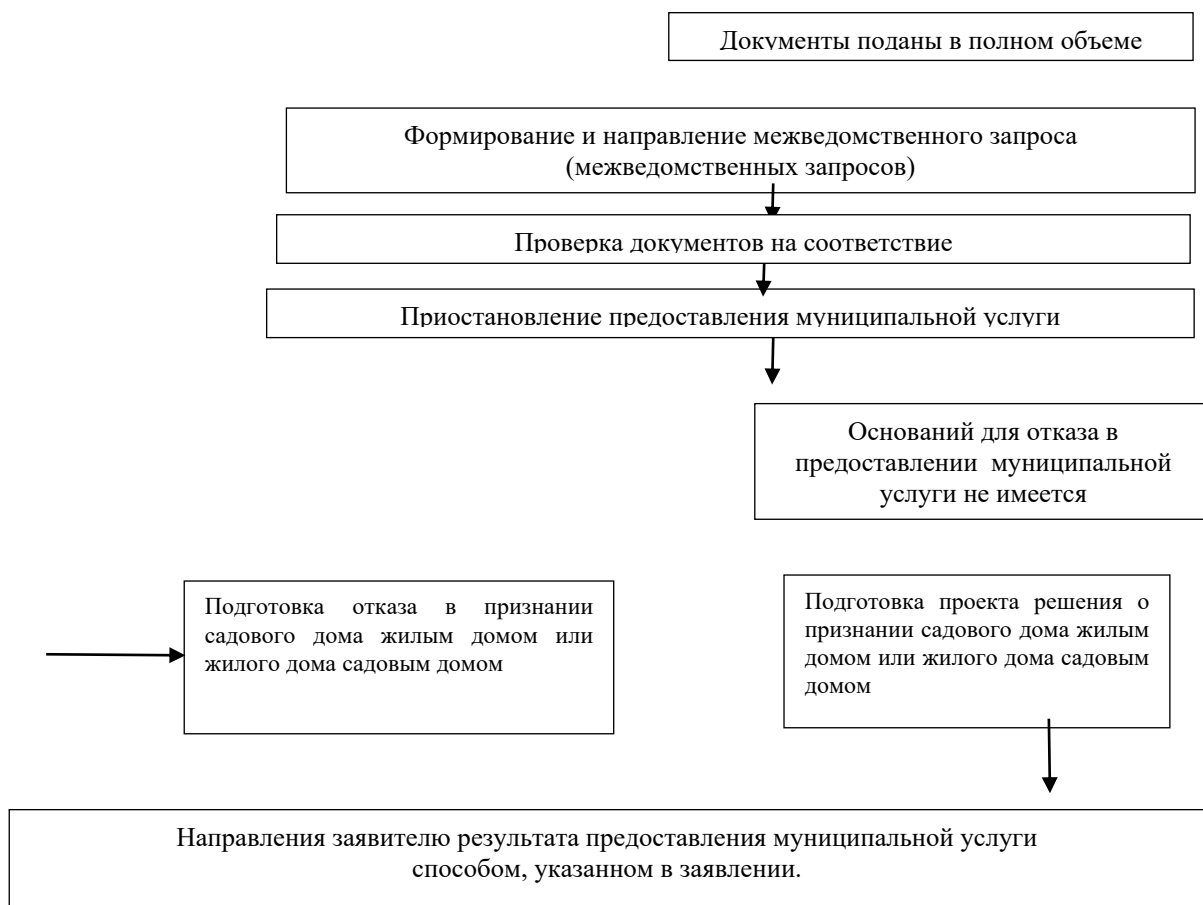 Документы поданы в полном объеме
Формирование и направление межведомственного запроса
(межведомственных запросов)
Проверка документов на соответствие
Приостановление предоставления муниципальной услуги
Оснований для отказа в
предоставлении муниципальной
услуги не имеется
Подготовка отказа в признании
садового дома жилым домом или
жилого дома садовым домом
Подготовка проекта решения о
признании садового дома жилым
домом или жилого дома садовым
домом
Направления заявителю результата предоставления муниципальной услуги
способом, указанном в заявлении.